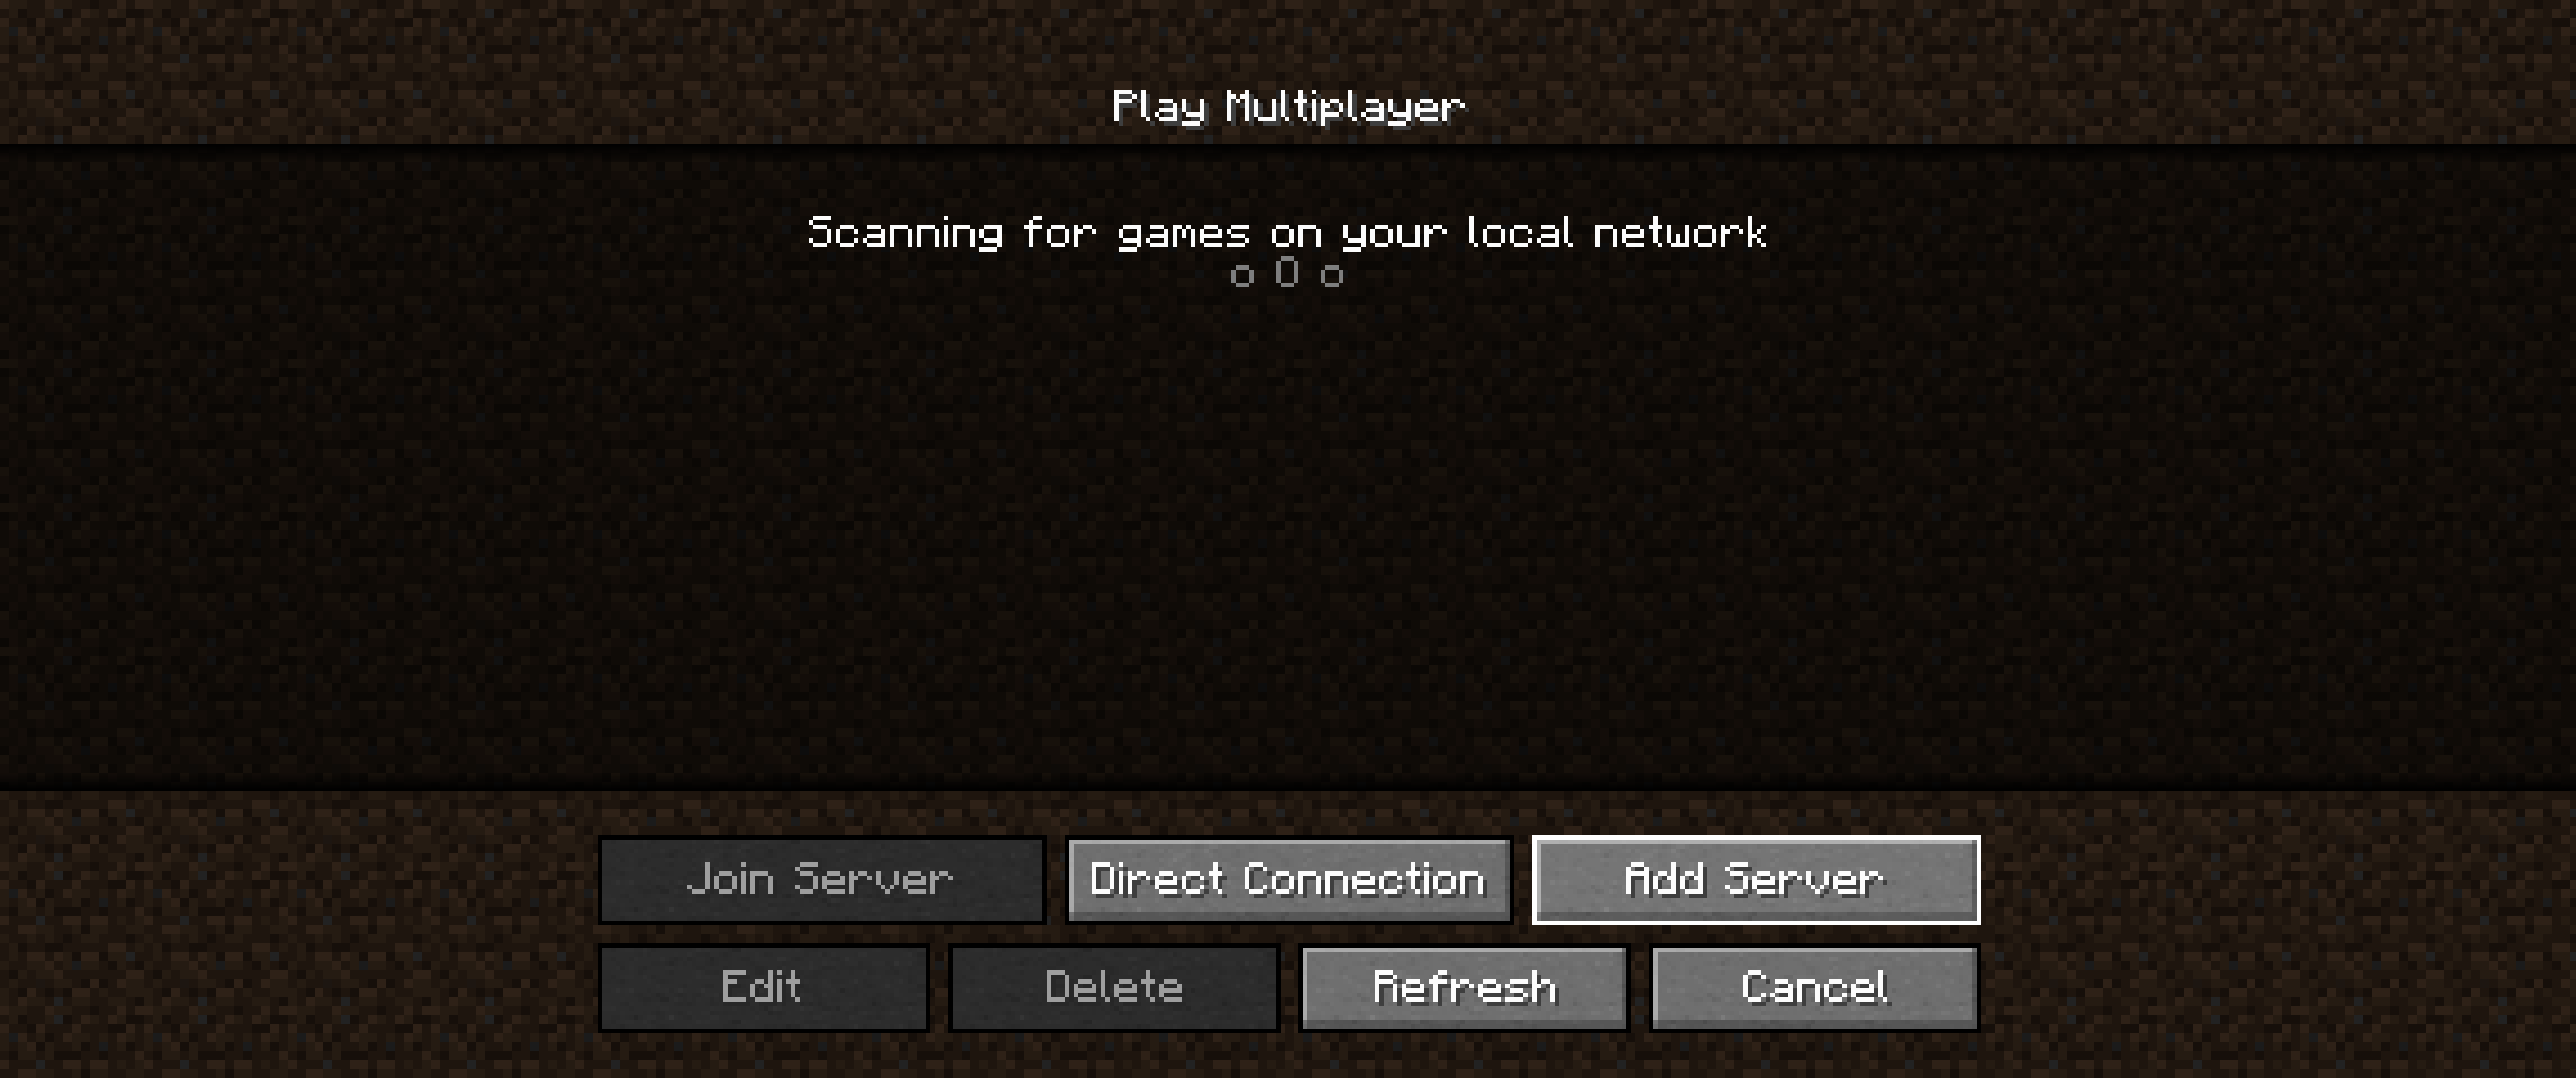 Play Multiplayer
Scanning for games on your local network
o O o
Join Server
Direct Connection
Add Server
Edit
Delete
Refresh
Cancel